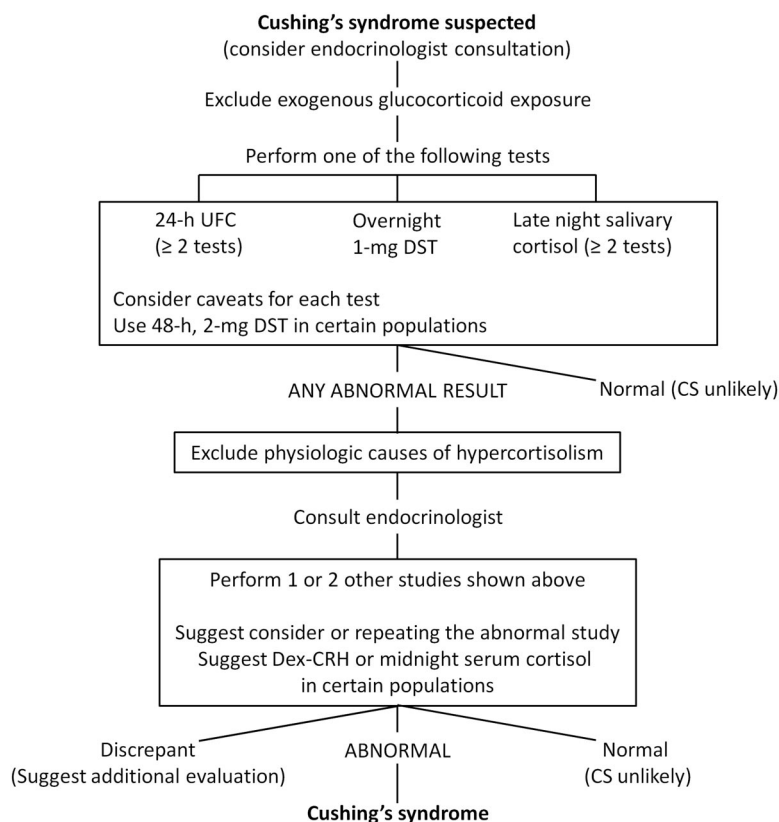 Cushing's syndrome suspected
(consider endocrinologist consultation)
Exclude exogenous glucocorticoid exposure
Perform one of the following tests
24-h UFC
(≥ 2 tests)
Overnight
1-mg DST
Late night salivary
cortisol (≥ 2 tests)
Consider caveats for each test
Use 48-h, 2-mg DST in certain populations
ANY ABNORMAL RESULT
Normal (CS unlikely)
Exclude physiologic causes of hypercortisolism
Consult endocrinologist
Perform 1 or 2 other studies shown above
Suggest consider or repeating the abnormal study
Suggest Dex-CRH or midnight serum cortisol
in certain populations
Discrepant
(Suggest additional evaluation)
ABNORMAL
Normal
(CS unlikely)
Cushing's syndrome